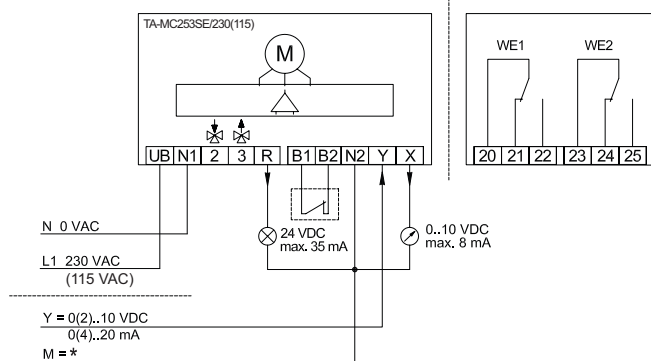 TA-MC253SE/230(115)
M
WE1 WE2
UB N1 2 3 R B1 B2 N2 Y X
20 21 22 23 24 25
N 0 VAC
24 VDC
max. 35 mA
0..10 VDC
max. 8 mA
L1 230 VAC
(115 VAC)
Y = 0(2)..10 VDC
0(4)..20 mA
M = *